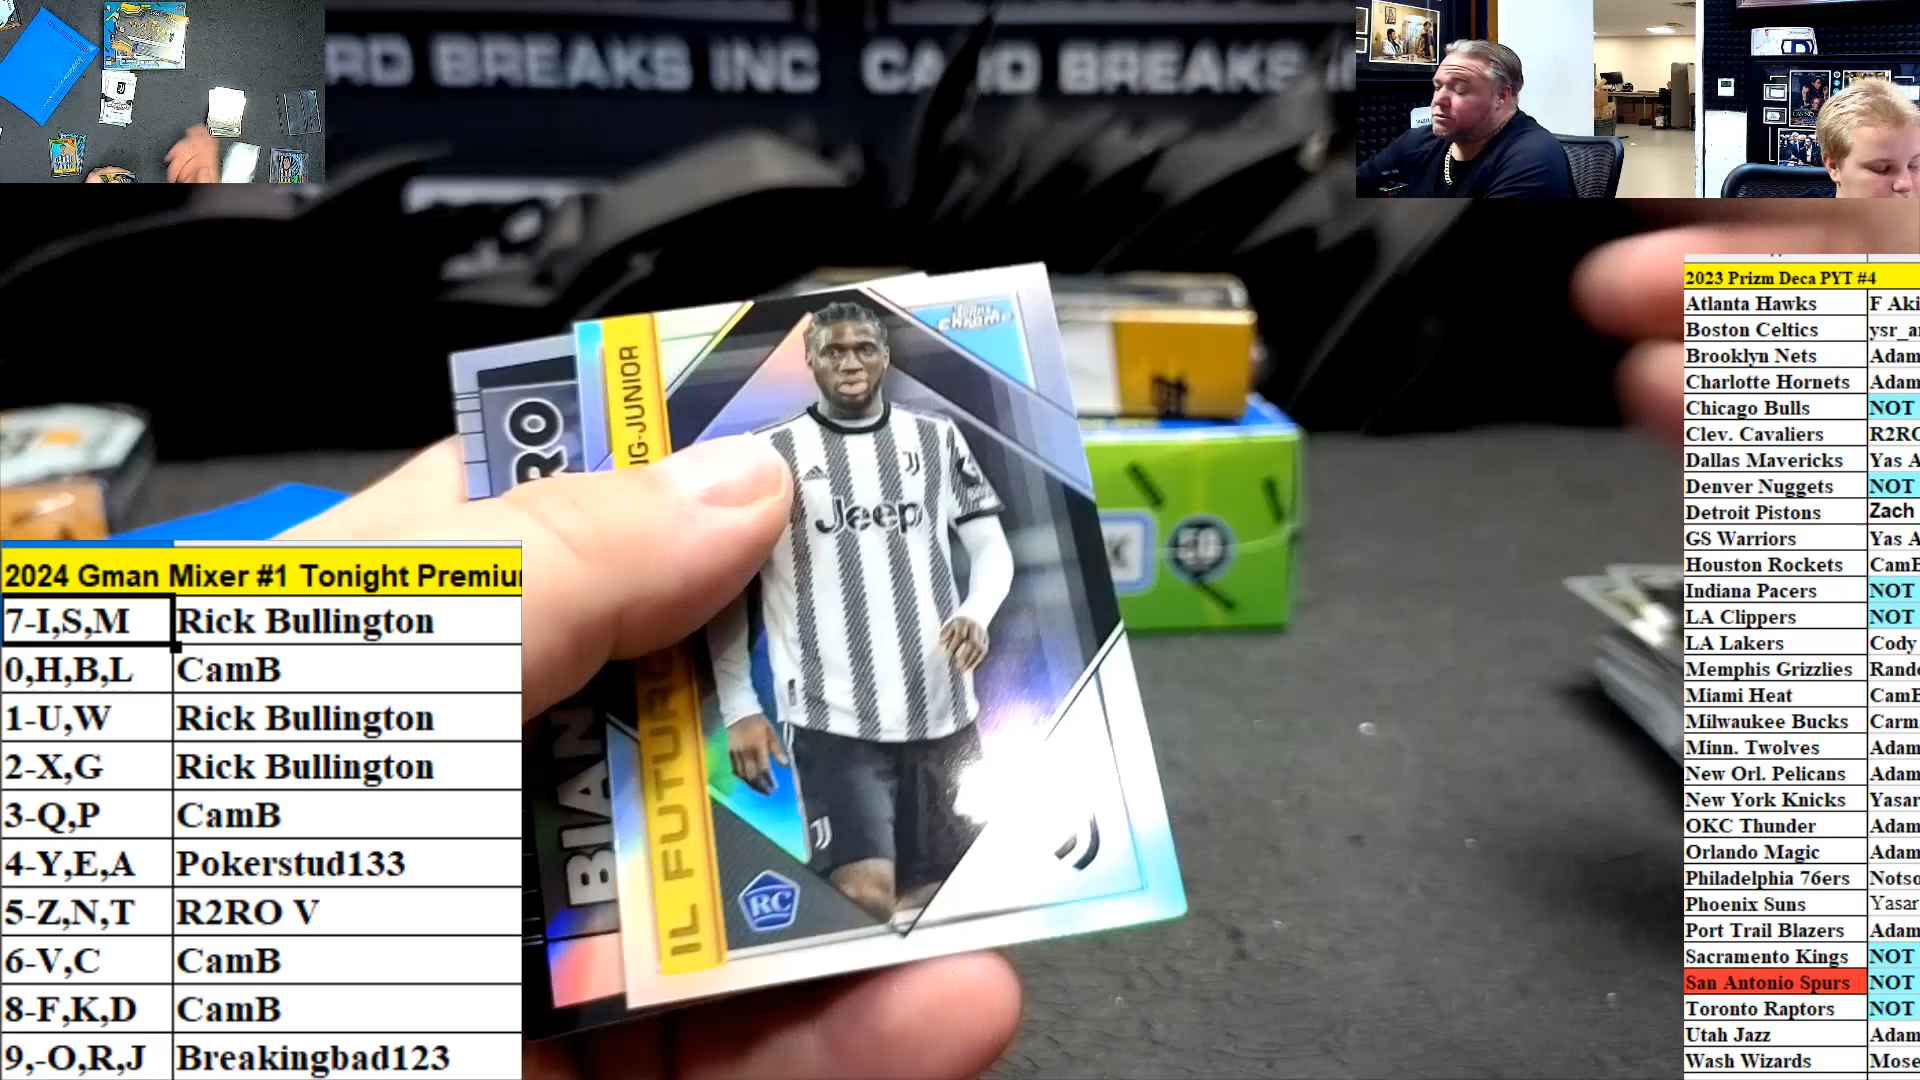 RD BREAKS INC CARD BREAKS
Topps
Chrome
NG-JUNIOR
RO
Jeep
IL FUTURO
BIAN
RC
2024 Gman Mixer #1 Tonight Premiu
7-I,S,M Rick Bullington
0,H,B,L CamB
1-U,W Rick Bullington
2-X,G Rick Bullington
3-Q,P CamB
4-Y,E,A Pokerstud133
5-Z,N,T R2RO V
6-V,C CamB
8-F,K,D CamB
9,-O,R,J Breakingbad123
2023 Prizm Deca PYT #4
Atlanta Hawks F Aki
Boston Celtics ysr_a
Brooklyn Nets Adam
Charlotte Hornets Adam
Chicago Bulls NOT
Clev. Cavaliers R2RO
Dallas Mavericks Yas A
Denver Nuggets NOT
Detroit Pistons Zach
GS Warriors Yas A
Houston Rockets CamB
Indiana Pacers NOT
LA Clippers NOT
LA Lakers Cody
Memphis Grizzlies Rando
Miami Heat CamB
Milwaukee Bucks Carm
Minn. Twolves Adam
New Orl. Pelicans Adam
New York Knicks Yasar
OKC Thunder Adam
Orlando Magic Adam
Philadelphia 76ers Notso
Phoenix Suns Yasar
Port Trail Blazers Adam
Sacramento Kings NOT
San Antonio Spurs NOT
Toronto Raptors NOT
Utah Jazz Adam
Wash Wizards Mose